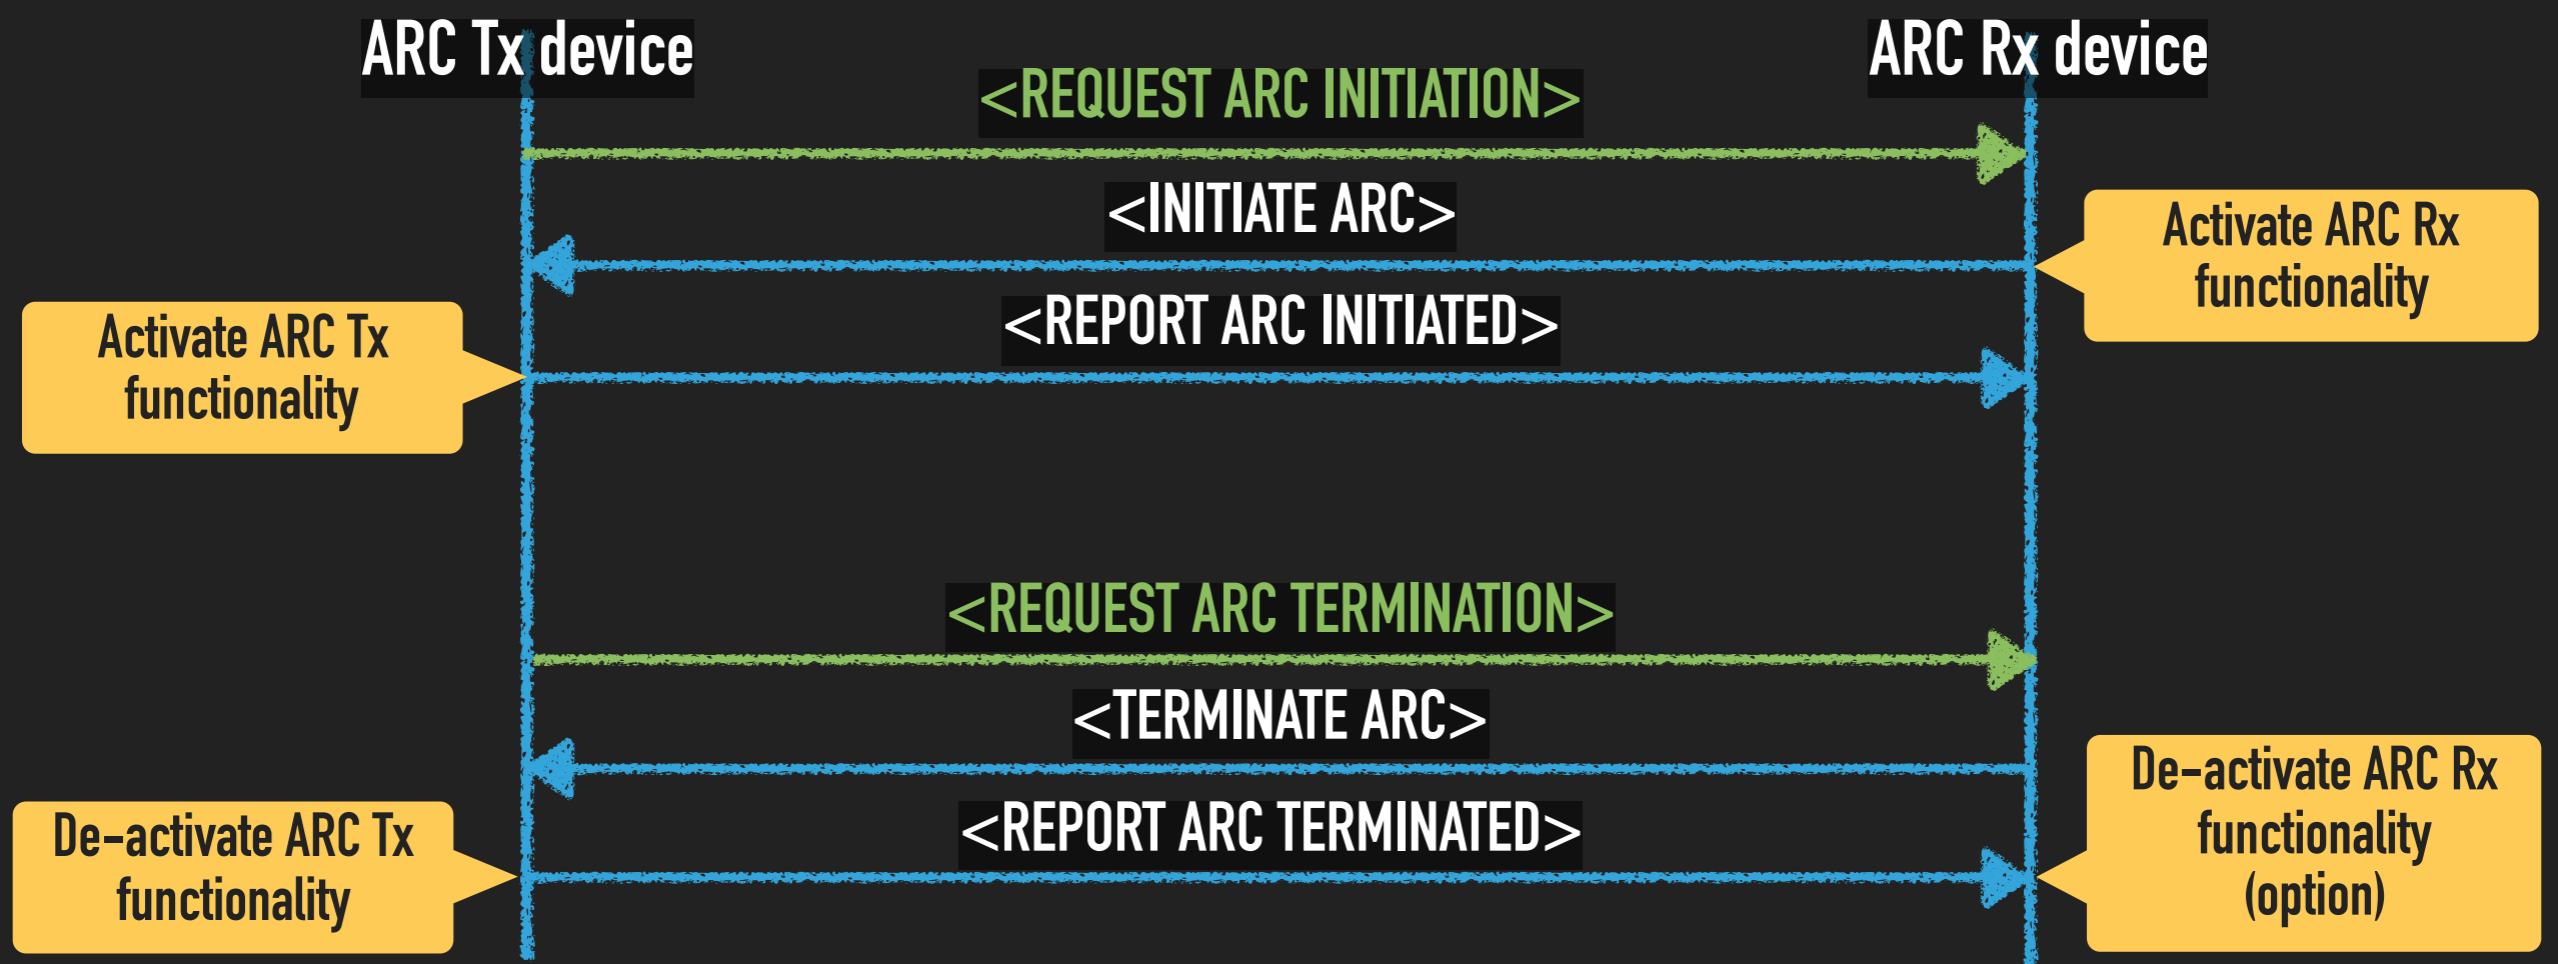 ARC Tx device
ARC Rx device
<REQUEST ARC INITIATION>
<INITIATE ARC>
Activate ARC Rx
functionality
<REPORT ARC INITIATED>
Activate ARC Tx
functionality
<REQUEST ARC TERMINATION>
<TERMINATE ARC>
De-activate ARC Rx
functionality
(option)
<REPORT ARC TERMINATED>
De-activate ARC Tx
functionality